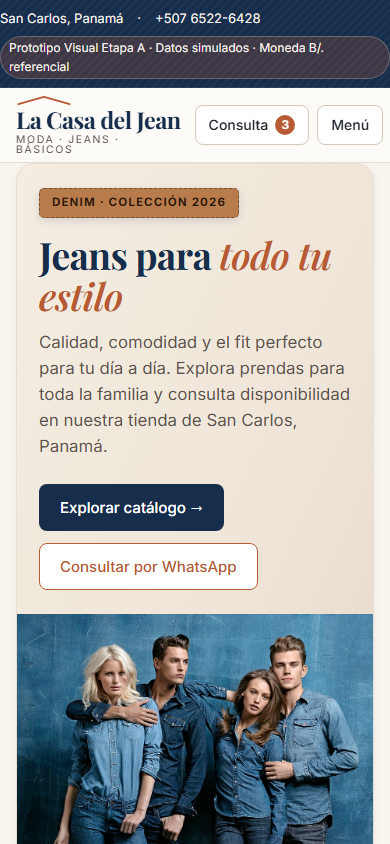 San Carlos, Panamá · +507 6522-6428
Prototipo Visual Etapa A · Datos simulados · Moneda B/.
referencial
La Casa del Jean
MODA · JEANS ·
BÁSICOS
Consulta 3
Menú
DENIM · COLECCIÓN 2026
Jeans para todo tu
estilo
Calidad, comodidad y el fit perfecto
para tu día a día. Explora prendas para
toda la familia y consulta disponibilidad
en nuestra tienda de San Carlos,
Panamá.
Explorar catálogo →
Consultar por WhatsApp